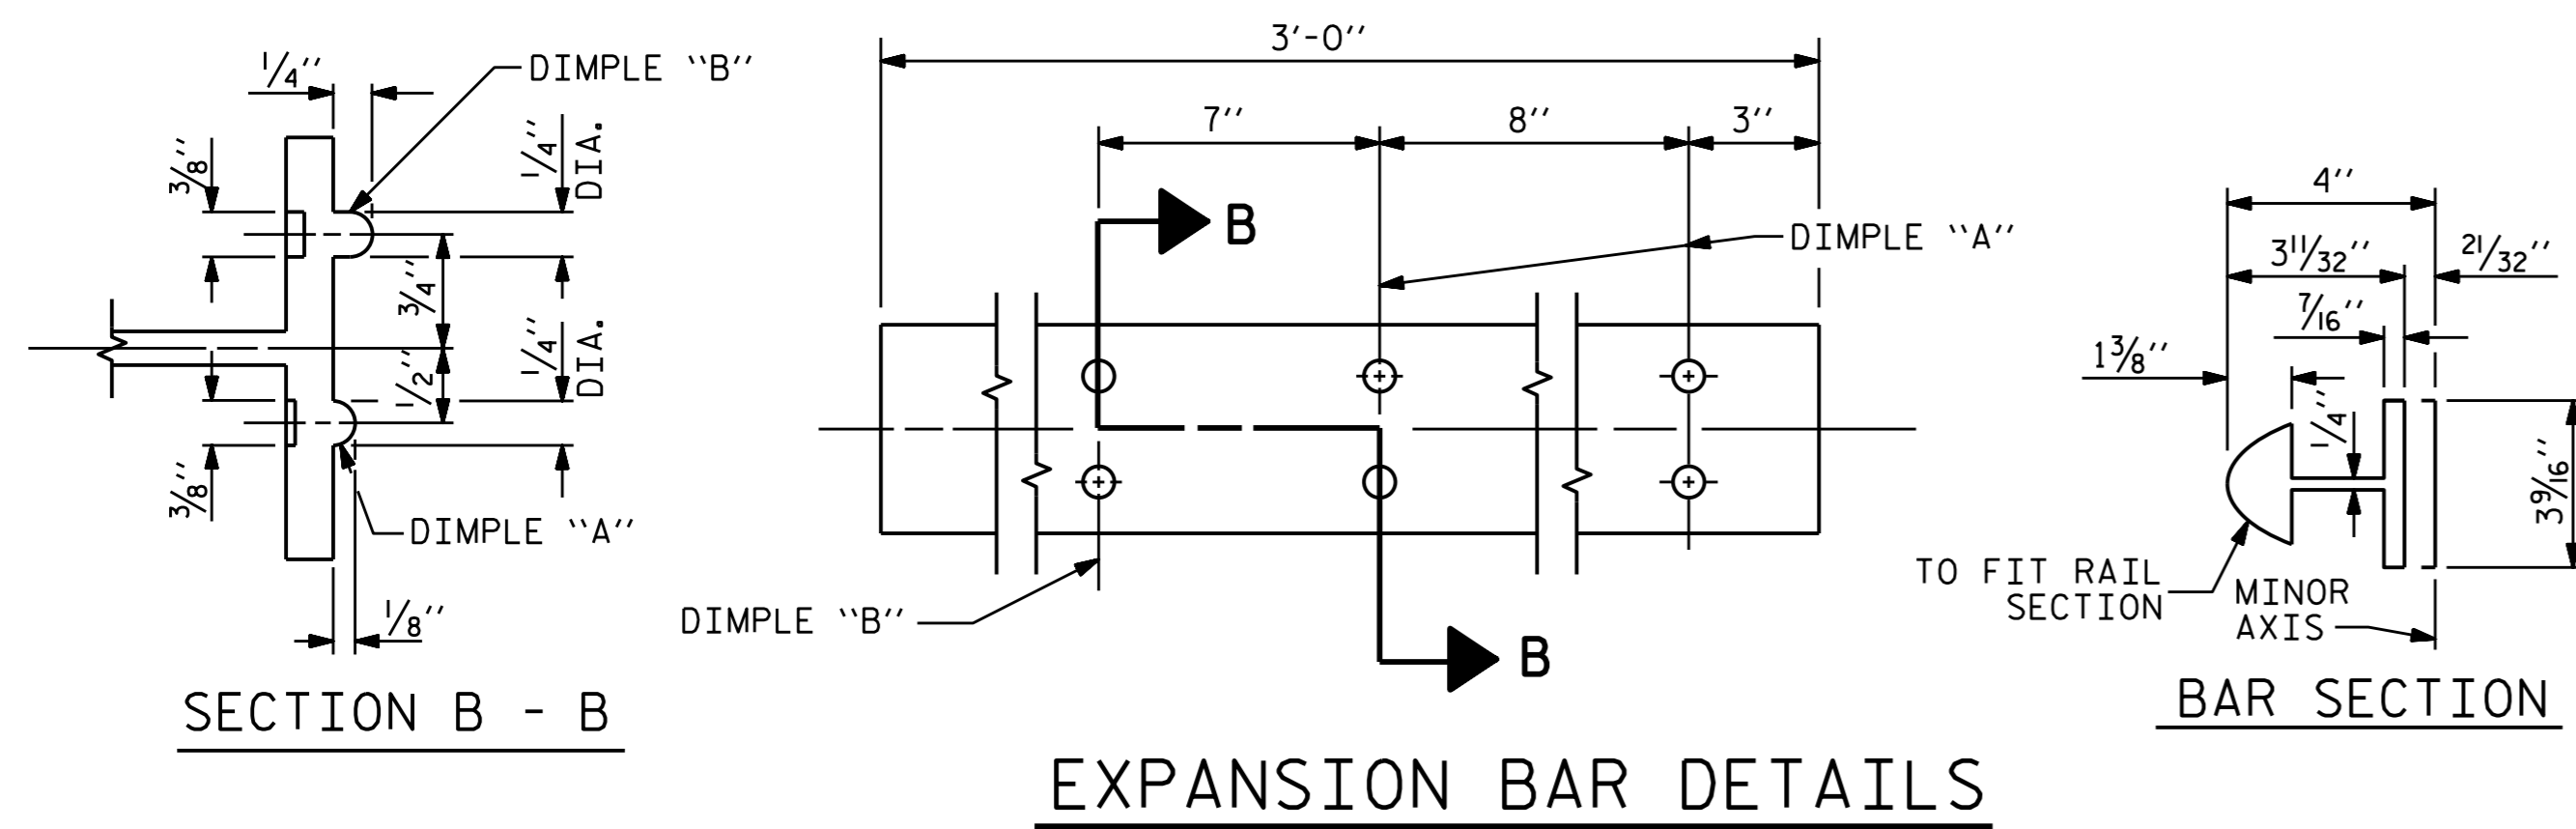 1/4''
DIMPLE ``B''
3/8''
1/4''
DIA.
3/4''
1/2''
1/4''
DIA.
3/8''
DIMPLE ``A''
1/8''
SECTION B - B
3'-0''
7''
8''
3''
B
DIMPLE ``A''
DIMPLE ``B''
B
EXPANSION BAR DETAILS
4''
3 11/32''
21/32''
7/16''
1 3/8''
1/4''
3 9/16''
TO FIT RAIL
SECTION
MINOR
AXIS
BAR SECTION